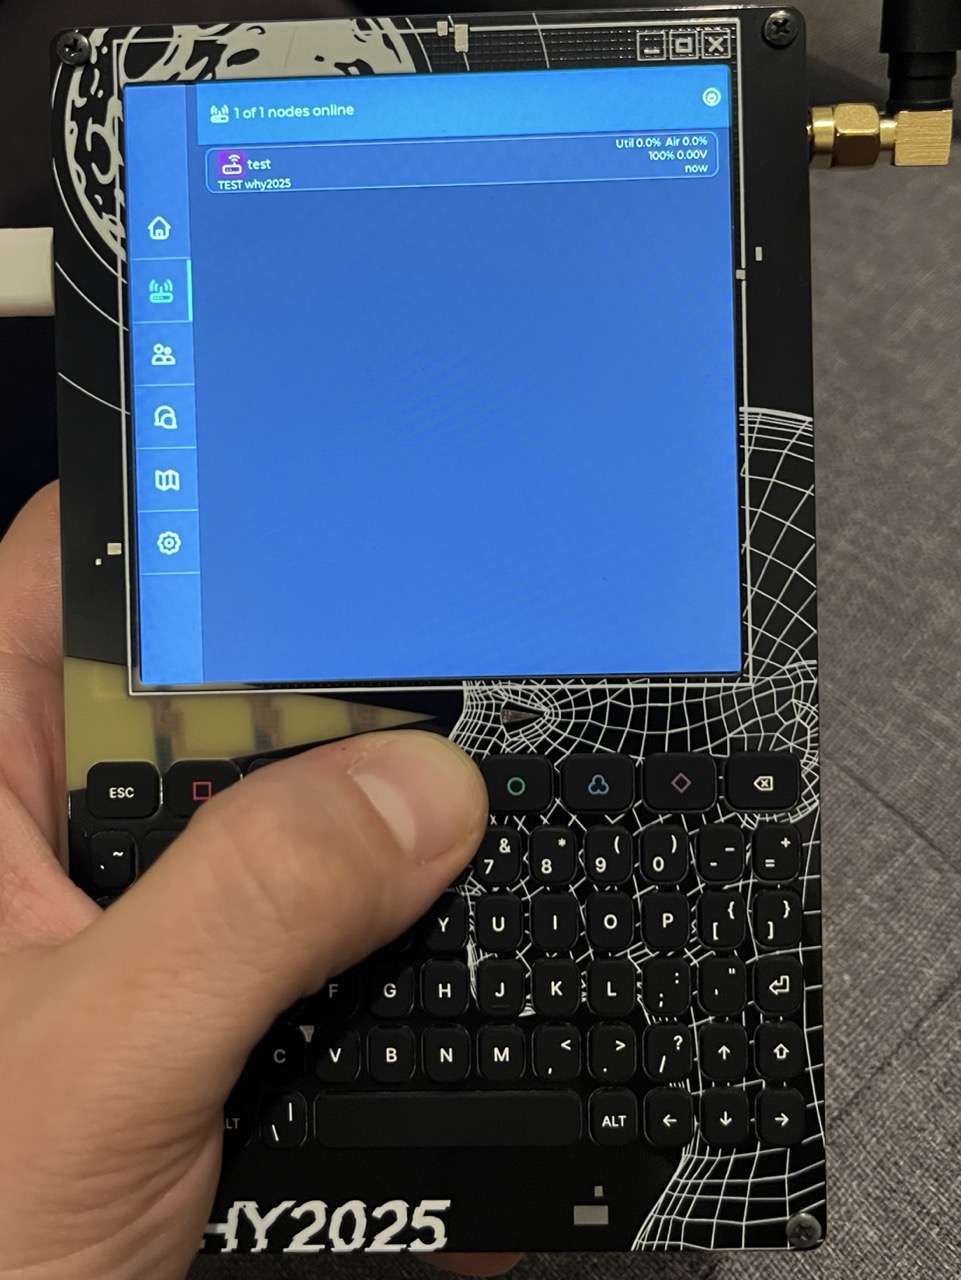 1 of 1 nodes online
test
TEST why2025
Util 0.0% Air 0.0%
100% 0.00V
now
ESC
~ `
& 7 * 8 ( 9 ) 0 _ - + =
Y U I O P { [ } ]
F G H J K L : ; " '
C V B N M < , > . ? /
LT | \ ALT
HY2025